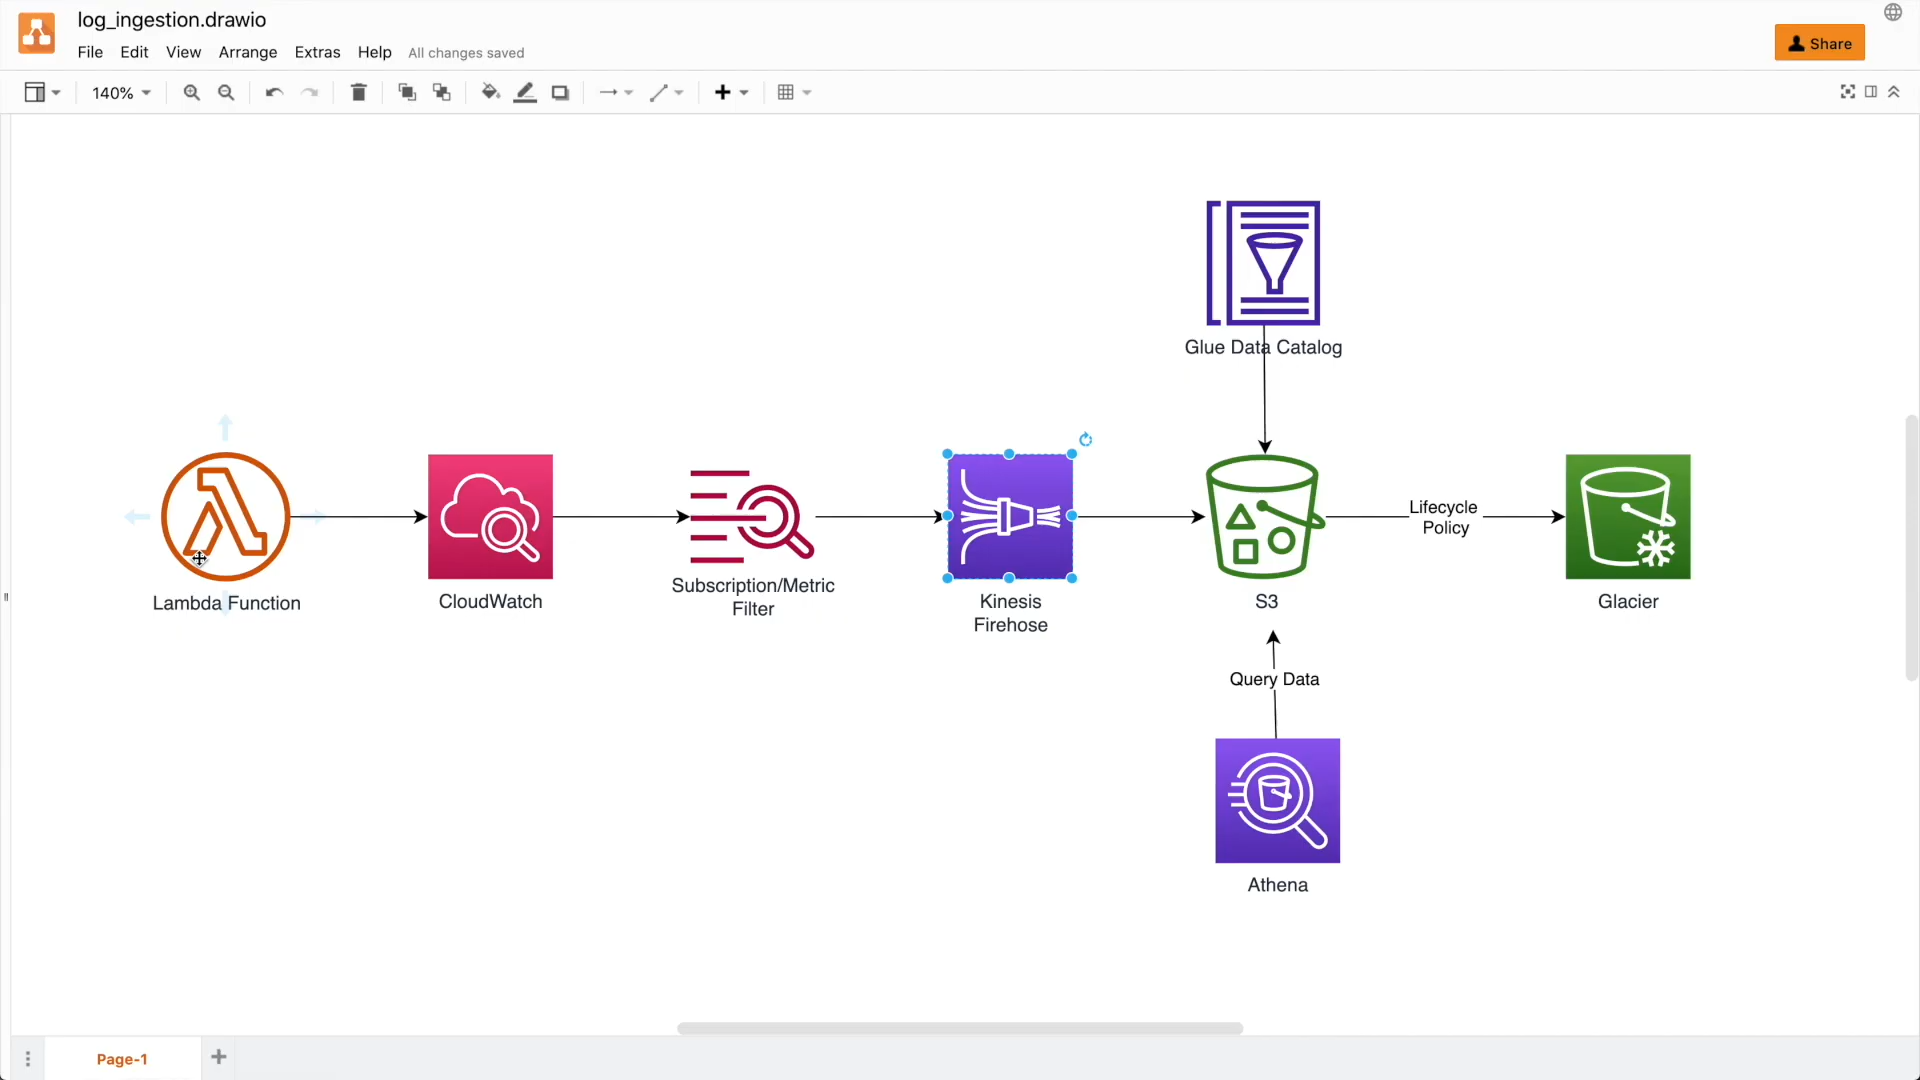 log_ingestion.drawio
File Edit View Arrange Extras Help All changes saved
Share
140%
Glue Data Catalog
Lifecycle
Policy
Lambda Function
CloudWatch
Subscription/Metric
Filter
Kinesis
Firehose
S3
Glacier
Query Data
Athena
Page-1